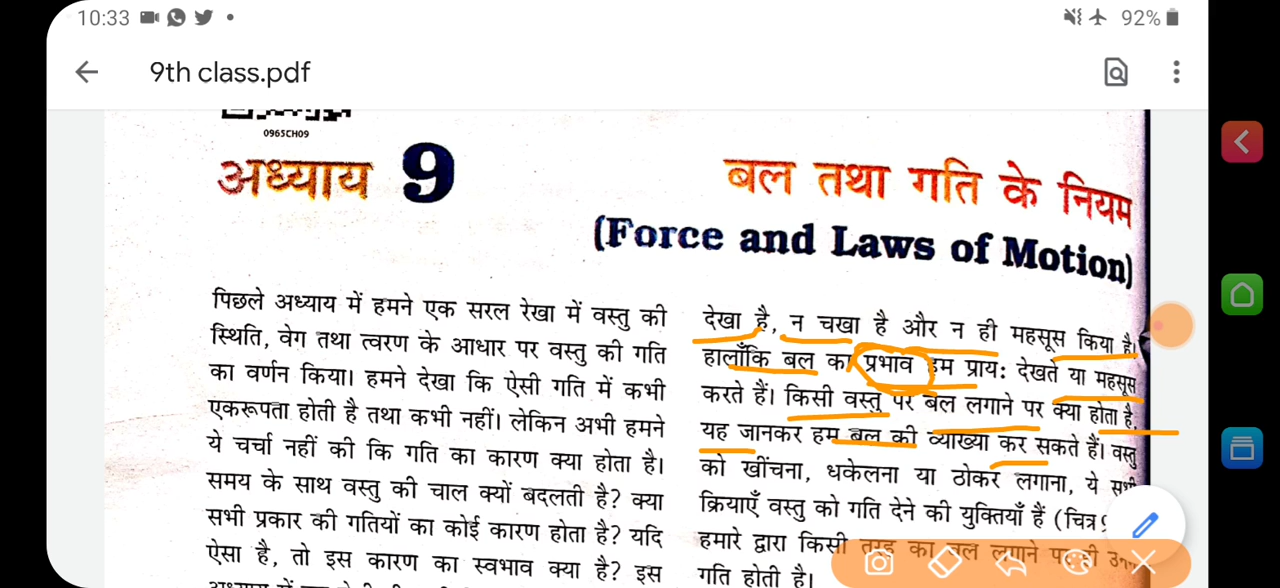 10:33
92%
9th class.pdf
0965CH09
अध्याय 9
बल तथा गति के नियम
(Force and Laws of Motion)
पिछले अध्याय में हमने एक सरल रेखा में वस्तु की
स्थिति, वेग तथा त्वरण के आधार पर वस्तु की गति
का वर्णन किया। हमने देखा कि ऐसी गति में कभी
एकरूपता होती है तथा कभी नहीं। लेकिन अभी हमने
ये चर्चा नहीं की कि गति का कारण क्या होता है।
समय के साथ वस्तु की चाल क्यों बदलती है? क्या
सभी प्रकार की गतियों का कोई कारण होता है? यदि
ऐसा है, तो इस कारण का स्वभाव क्या है? इस
देखा है, न चखा है और न ही महसूस किया है।
हालाँकि बल का प्रभाव हम प्राय: देखते या महसूस
करते हैं। किसी वस्तु पर बल लगाने पर क्या होता है,
यह जानकर हम बल की व्याख्या कर सकते हैं। वस्तु
को खींचना, धकेलना या ठोकर लगाना, ये सभी
क्रियाएँ वस्तु को गति देने की युक्तियाँ हैं (चित्र
हमारे द्वारा किसी तरह का बल लगाने पर ही
गति होती है।